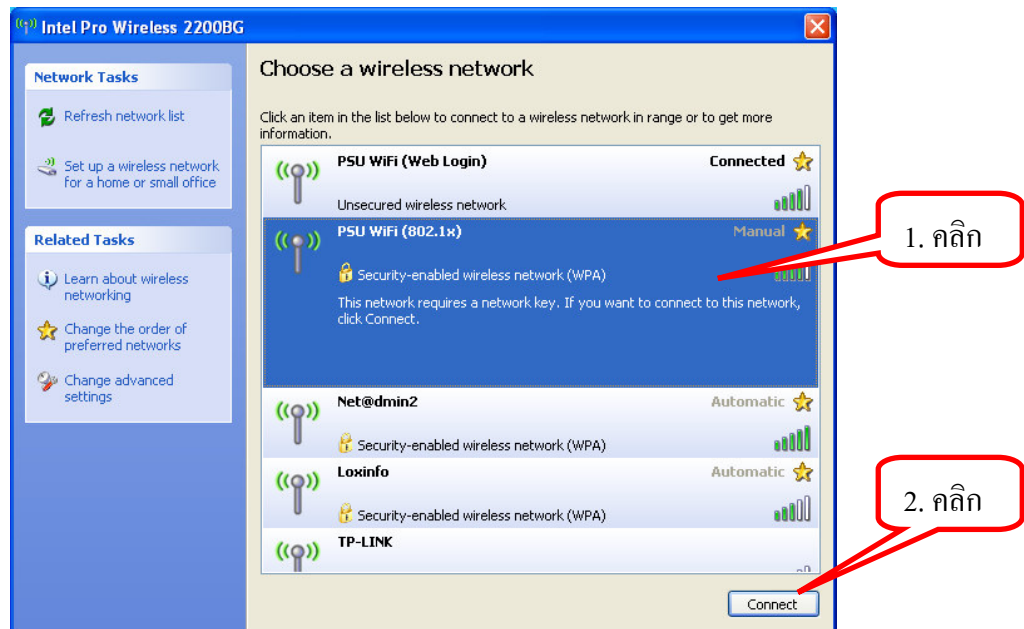 Intel Pro Wireless 2200BG
Network Tasks
Refresh network list
Set up a wireless network
for a home or small office
Related Tasks
Learn about wireless
networking
Change the order of
preferred networks
Change advanced
settings
Choose a wireless network
Click an item in the list below to connect to a wireless network in range or to get more
information.
PSU WiFi (Web Login)
Connected
Unsecured wireless network
PSU WiFi (802.1x)
Manual
Security-enabled wireless network (WPA)
This network requires a network key. If you want to connect to this network,
click Connect.
Net@dmin2
Automatic
Security-enabled wireless network (WPA)
Loxinfo
Automatic
Security-enabled wireless network (WPA)
TP-LINK
Connect
1. คลิก
2. คลิก